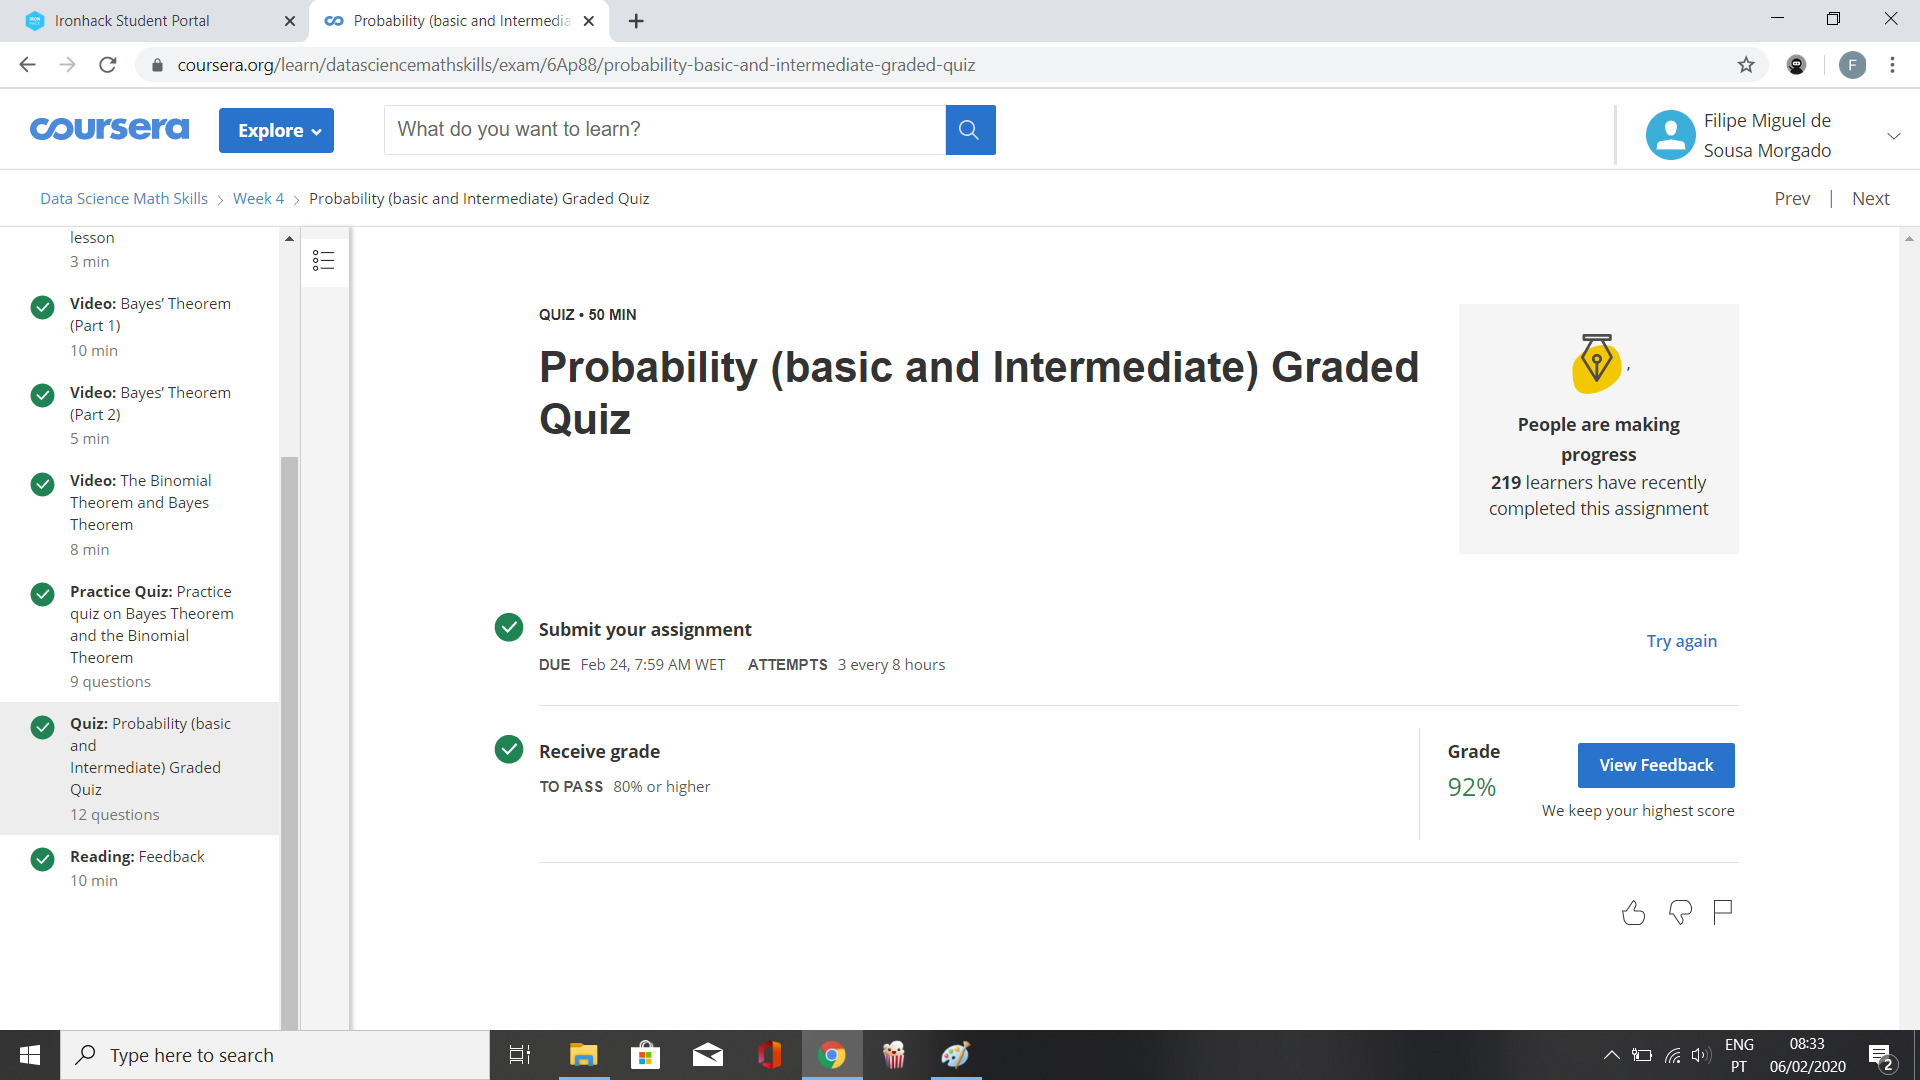 Ironhack Student Portal
Probability (basic and Intermedia
coursera.org/learn/datasciencemathskills/exam/6Ap88/probability-basic-and-intermediate-graded-quiz
F
coursera
Explore
What do you want to learn?
Filipe Miguel de
Sousa Morgado
Data Science Math Skills > Week 4 > Probability (basic and Intermediate) Graded Quiz
Prev | Next
lesson
3 min
Video: Bayes’ Theorem
(Part 1)
10 min
Video: Bayes’ Theorem
(Part 2)
5 min
Video: The Binomial
Theorem and Bayes
Theorem
8 min
Practice Quiz: Practice
quiz on Bayes Theorem
and the Binomial
Theorem
9 questions
Quiz: Probability (basic
and
Intermediate) Graded
Quiz
12 questions
Reading: Feedback
10 min
QUIZ • 50 MIN
Probability (basic and Intermediate) Graded
Quiz
,
People are making
progress
219 learners have recently
completed this assignment
Submit your assignment
DUE Feb 24, 7:59 AM WET ATTEMPTS 3 every 8 hours
Try again
Receive grade
TO PASS 80% or higher
Grade
92%
View Feedback
We keep your highest score
Type here to search
ENG
PT
08:33
06/02/2020
2